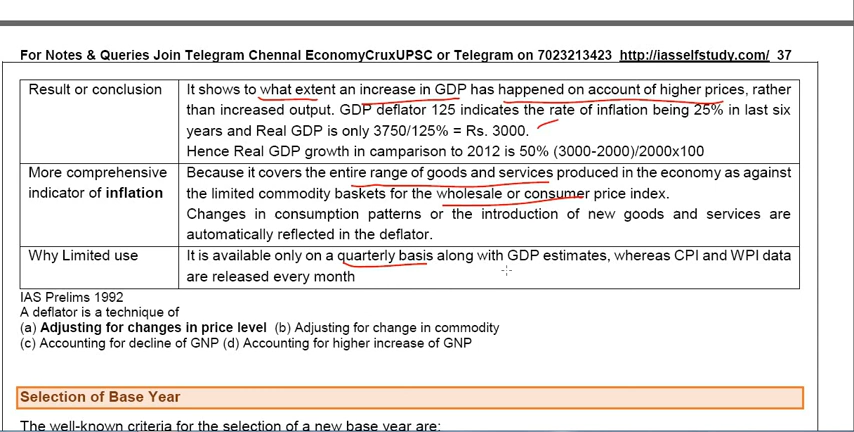 For Notes & Queries Join Telegram Chennal EconomyCruxUPSC or Telegram on 7023213423 http://iasselfstudy.com/ 37
Result or conclusion
It shows to what extent an increase in GDP has happened on account of higher prices, rather
than increased output. GDP deflator 125 indicates the rate of inflation being 25% in last six
years and Real GDP is only 3750/125% = Rs. 3000.
Hence Real GDP growth in camparison to 2012 is 50% (3000-2000)/2000x100
More comprehensive
indicator of inflation
Because it covers the entire range of goods and services produced in the economy as against
the limited commodity baskets for the wholesale or consumer price index.
Changes in consumption patterns or the introduction of new goods and services are
automatically reflected in the deflator.
Why Limited use
It is available only on a quarterly basis along with GDP estimates, whereas CPI and WPI data
are released every month
IAS Prelims 1992
A deflator is a technique of
(a) Adjusting for changes in price level (b) Adjusting for change in commodity
(c) Accounting for decline of GNP (d) Accounting for higher increase of GNP
Selection of Base Year
The well-known criteria for the selection of a new base year are: